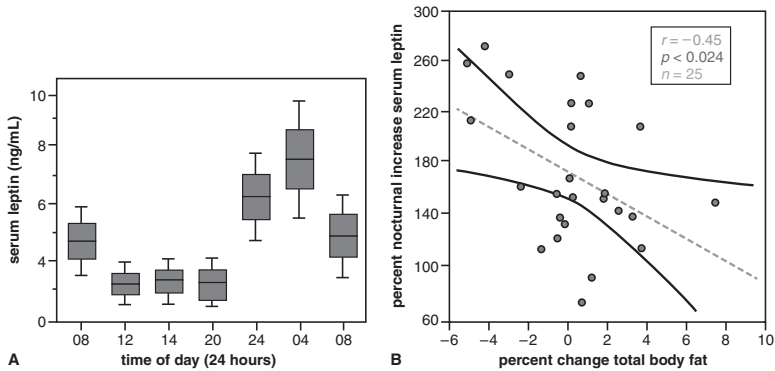 serum leptin (ng/mL)
10
8
6
4
0
08 12 14 20 24 04 08
A
time of day (24 hours)
percent nocturnal increase serum leptin
300
260
220
180
140
100
60
r = −0.45
p < 0.024
n = 25
−6 −4 −2 0 2 4 6 8 10
B
percent change total body fat